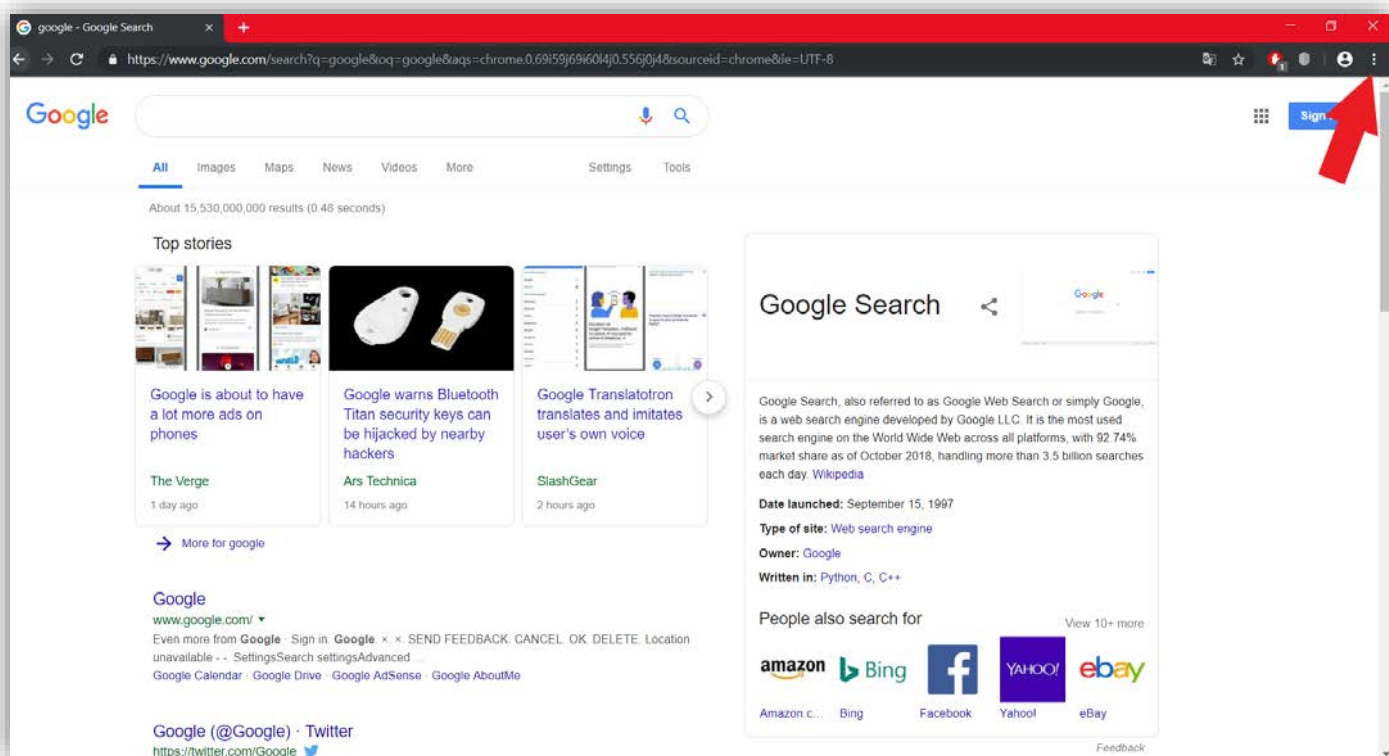 google - Google Search
https://www.google.com/search?q=google&oq=google&aqs=chrome.0.69i59j69i60l4j0.556j0j4&sourceid=chrome&ie=UTF-8
1
Google
Sign
All Images Maps News Videos More Settings Tools
About 15,530,000,000 results (0.48 seconds)
Top stories
Google is about to have
a lot more ads on
phones
The Verge
1 day ago
Google warns Bluetooth
Titan security keys can
be hijacked by nearby
hackers
Ars Technica
14 hours ago
Google Translatotron
translates and imitates
user's own voice
SlashGear
2 hours ago
More for google
Google
www.google.com/
Even more from Google · Sign in. Google. × ×. SEND FEEDBACK. CANCEL. OK. DELETE. Location
unavailable - - SettingsSearch settingsAdvanced ...
Google Calendar · Google Drive · Google AdSense · Google AboutMe
Google (@Google) · Twitter
https://twitter.com/Google
Google Search
Google
Google Search, also referred to as Google Web Search or simply Google,
is a web search engine developed by Google LLC. It is the most used
search engine on the World Wide Web across all platforms, with 92.74%
market share as of October 2018, handling more than 3.5 billion searches
each day. Wikipedia
Date launched: September 15, 1997
Type of site: Web search engine
Owner: Google
Written in: Python, C, C++
People also search for
View 10+ more
amazon Bing YAHOO! ebay
Amazon.c... Bing Facebook Yahoo! eBay
Feedback